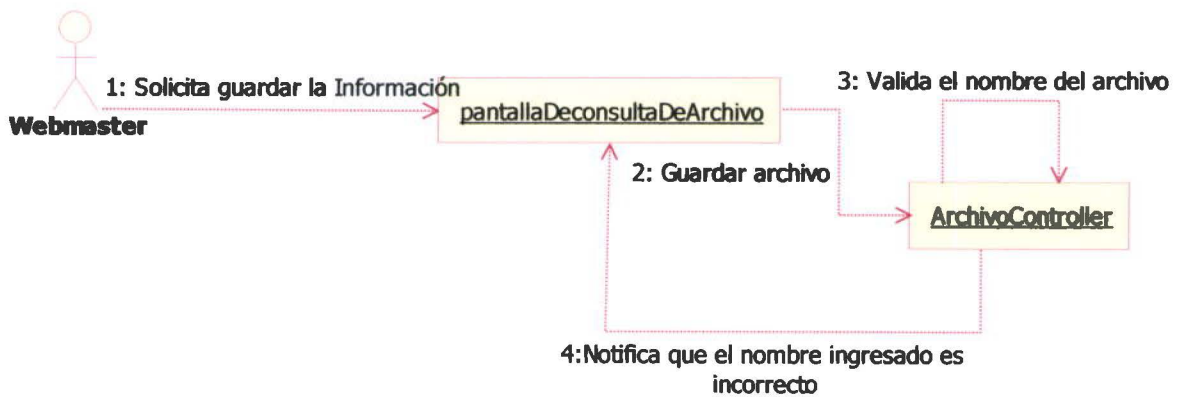 1: Solicita guardar la Información
Webmaster
pantallaDeconsultaDeArchivo
2: Guardar archivo
3: Valida el nombre del archivo
ArchivoController
4:Notifica que el nombre ingresado es
incorrecto